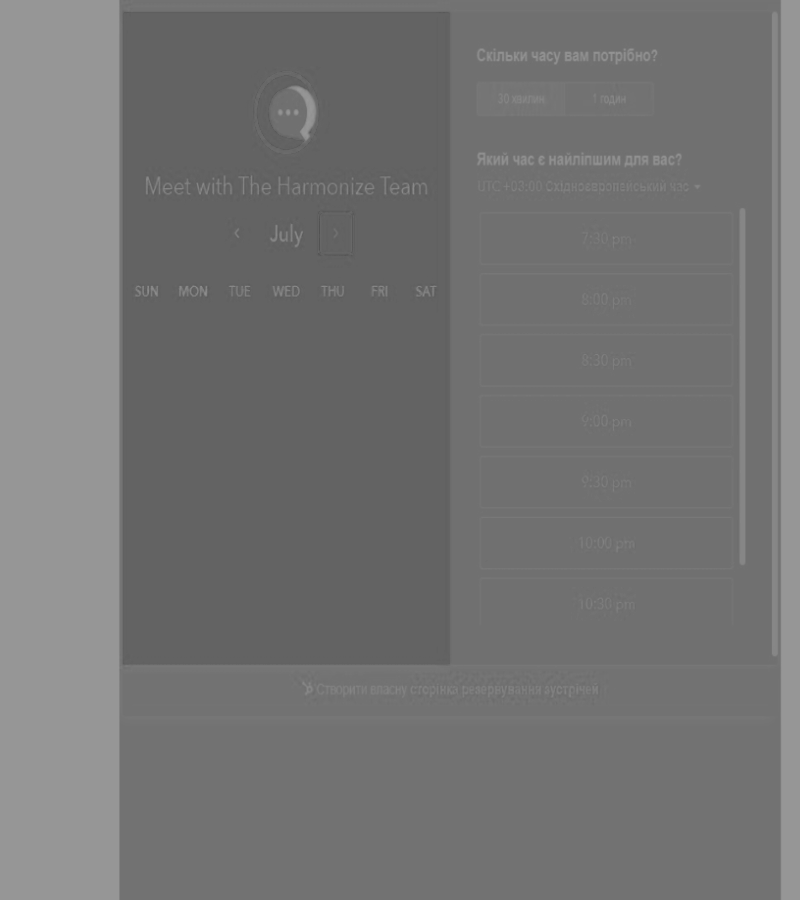 Meet with The Harmonize Team
July
SUN MON TUE WED THU FRI SAT
Скільки часу вам потрібно?
30 хвилин 1 годин
Який час є найліпшим для вас?
UTC +03:00 Східноєвропейський час
7:30 pm
8:00 pm
8:30 pm
9:00 pm
9:30 pm
10:00 pm
10:30 pm
Створити власну сторінка резервування зустрічей